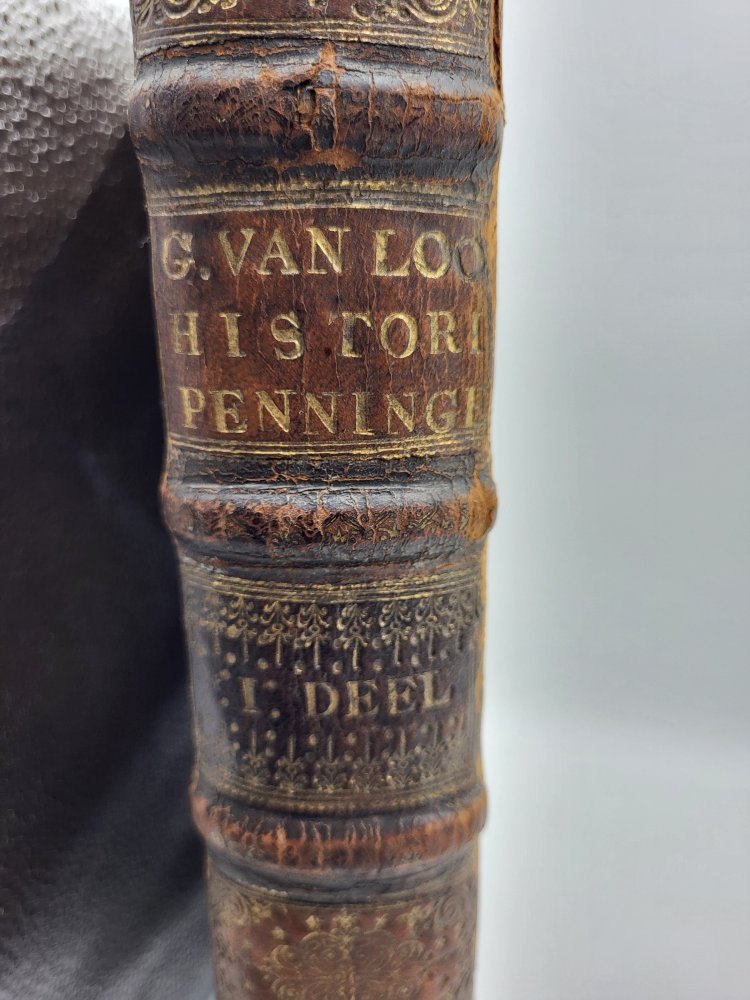 G. VAN LOO
HISTORI
PENNINGE
I DEEL